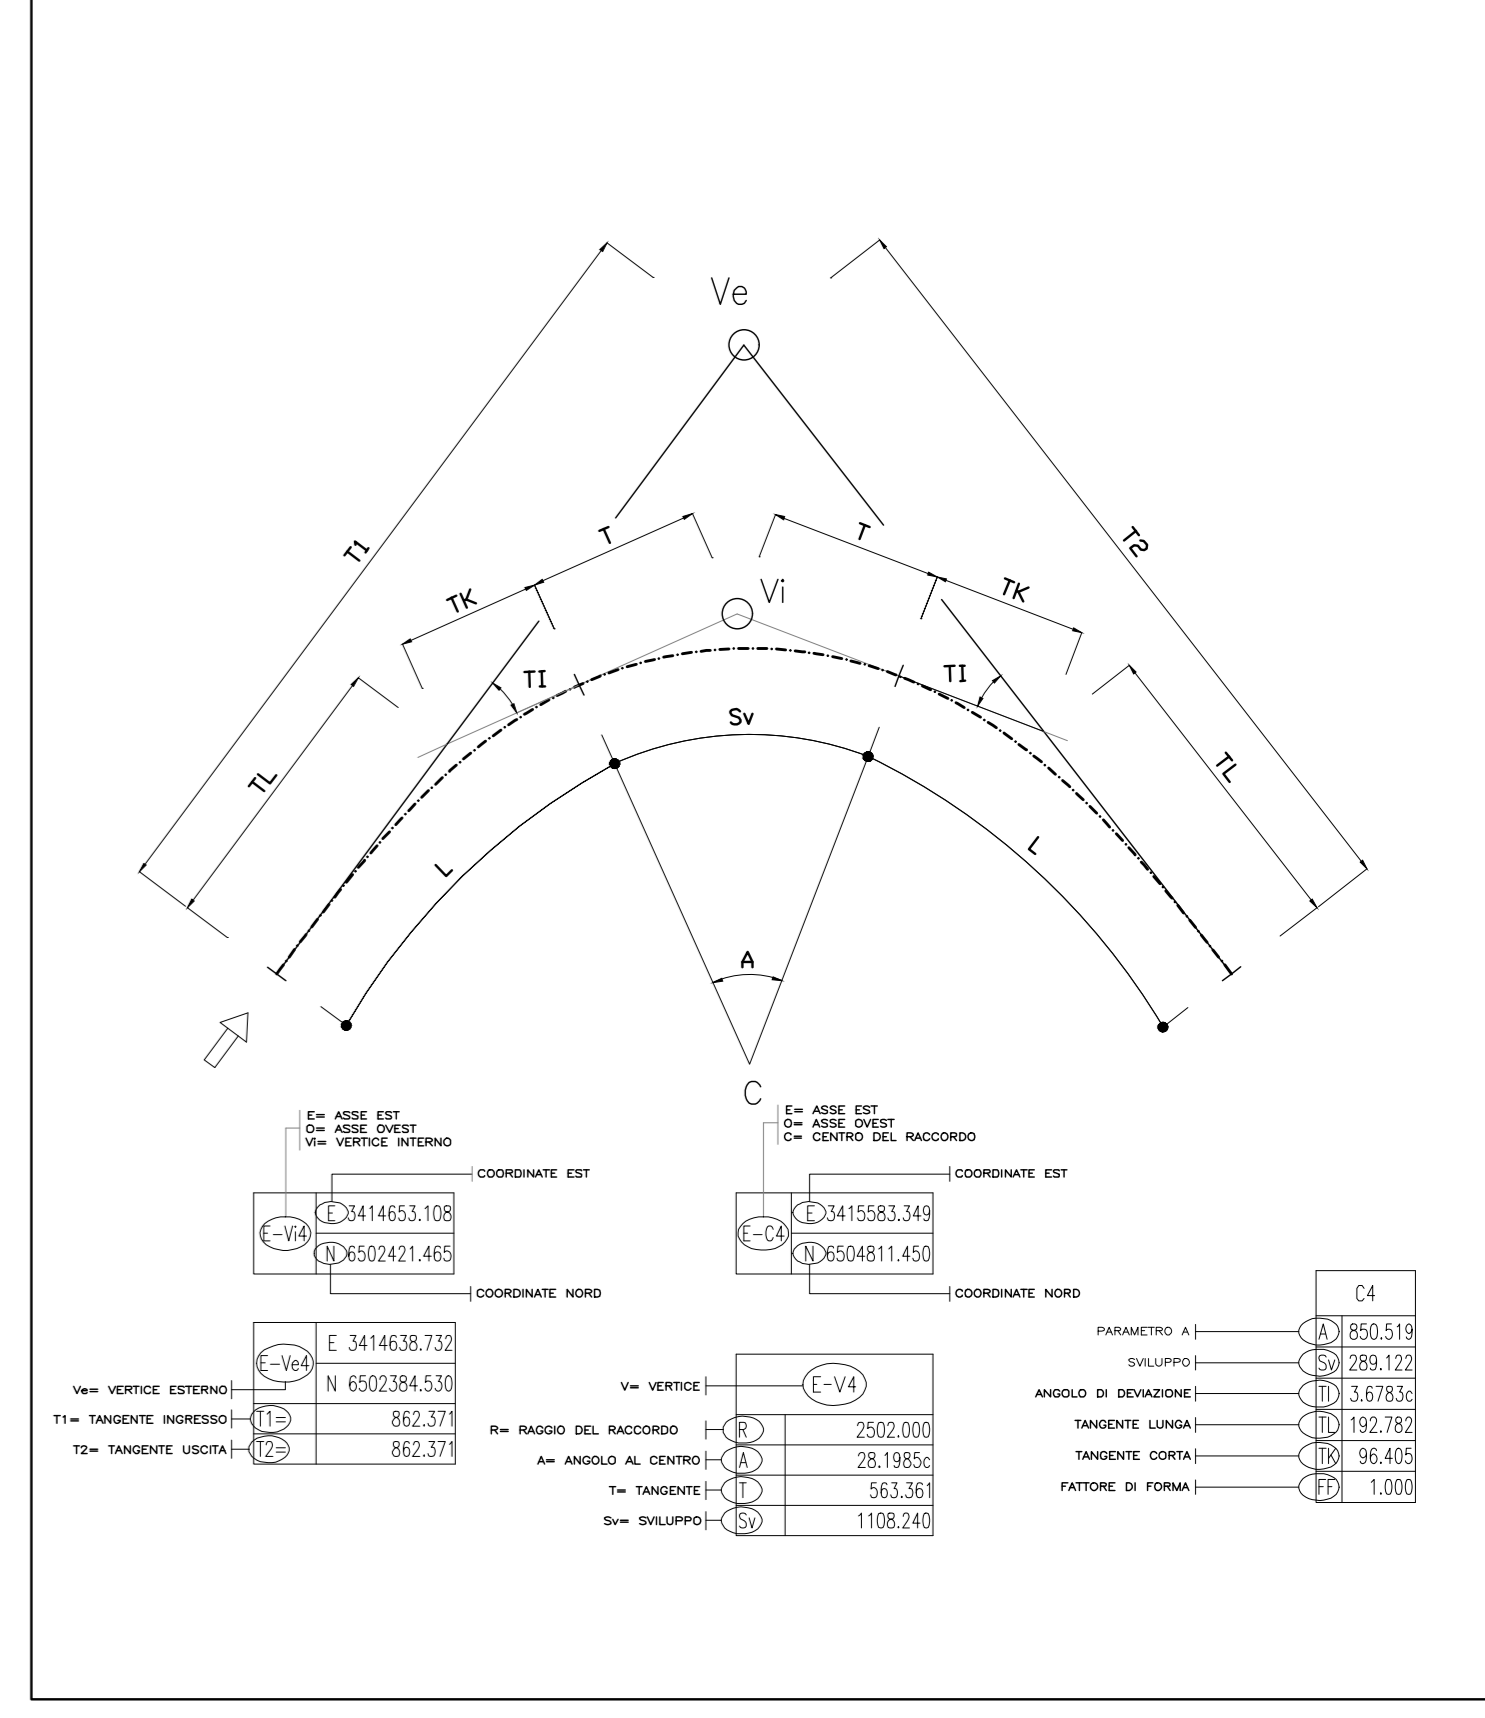 Ve
T1
T2
T
T
TK
TK
Vi
TI
TI
TL
TL
Sv
L
L
A
C
E= ASSE EST
O= ASSE OVEST
Vi= VERTICE INTERNO
COORDINATE EST
E-Vi4
E 3414653.108
N 6502421.465
COORDINATE NORD
E= ASSE EST
O= ASSE OVEST
C= CENTRO DEL RACCORDO
COORDINATE EST
E-C4
E 3415583.349
N 6504811.450
COORDINATE NORD
E-Ve4
E 3414638.732
N 6502384.530
Ve= VERTICE ESTERNO
T1= TANGENTE INGRESSO T1= 862.371
T2= TANGENTE USCITA T2= 862.371
V= VERTICE E-V4
R= RAGGIO DEL RACCORDO R 2502.000
A= ANGOLO AL CENTRO A 28.1985c
T= TANGENTE T 563.361
Sv= SVILUPPO Sv 1108.240
C4
PARAMETRO A A 850.519
SVILUPPO Sv 289.122
ANGOLO DI DEVIAZIONE TI 3.6783c
TANGENTE LUNGA TL 192.782
TANGENTE CORTA TK 96.405
FATTORE DI FORMA FF 1.000